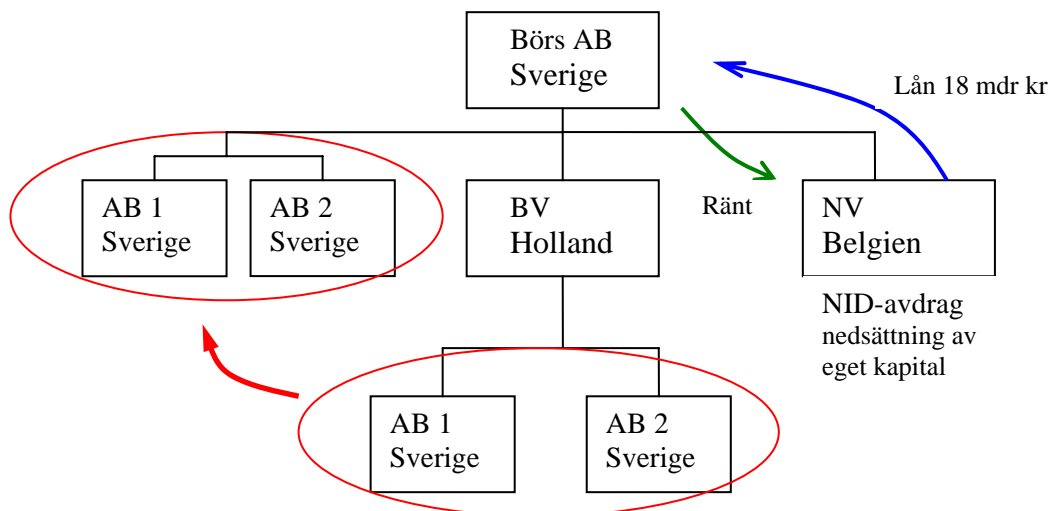 Börs AB
Sverige
Lån 18 mdr kr
AB 1
Sverige
AB 2
Sverige
BV
Holland
Ränt
NV
Belgien
NID-avdrag
nedsättning av
eget kapital
AB 1
Sverige
AB 2
Sverige